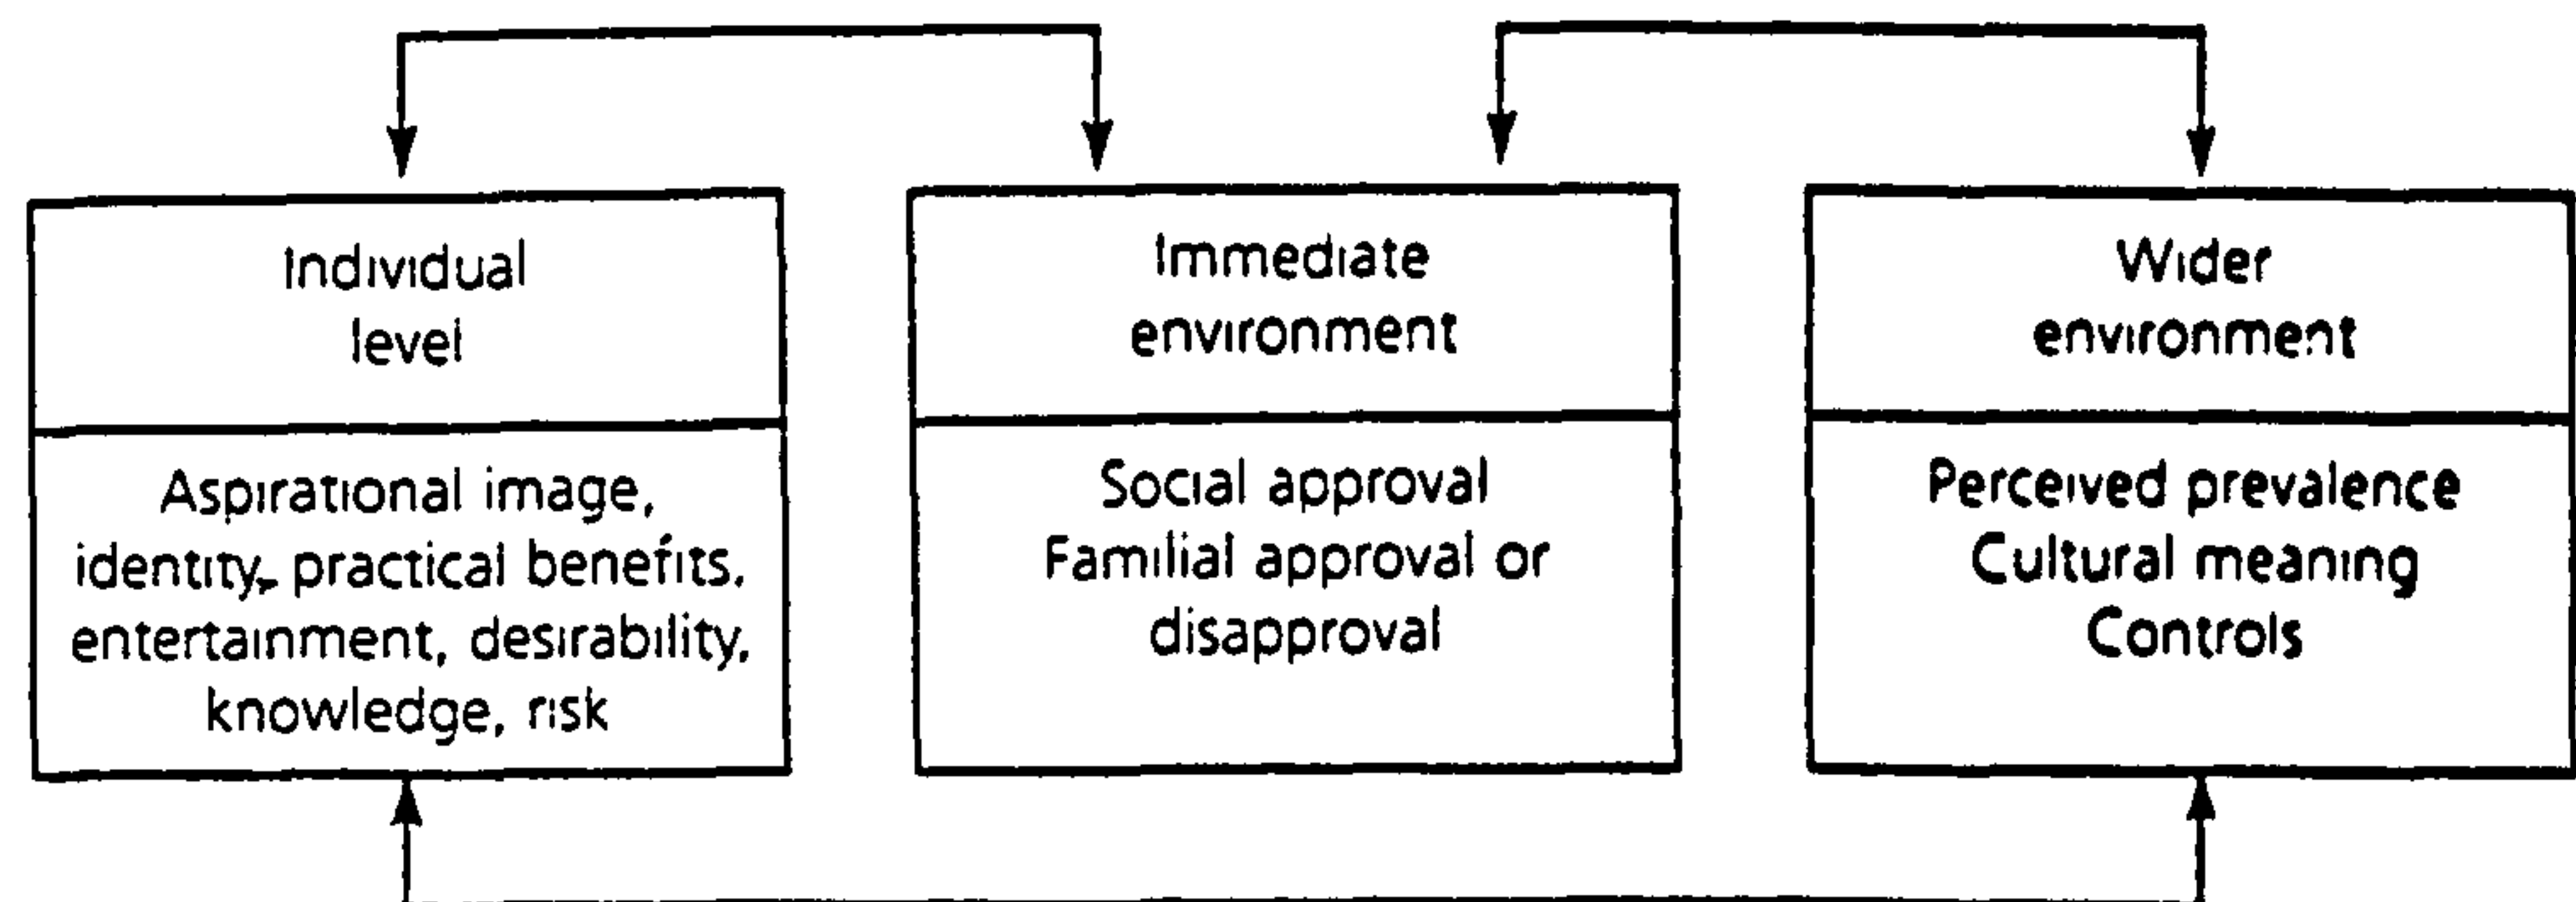 Individual
level
Aspirational image,
identity, practical benefits,
entertainment, desirability,
knowledge, risk
Immediate
environment
Social approval
Familial approval or
disapproval
Wider
environment
Perceived prevalence
Cultural meaning
Controls